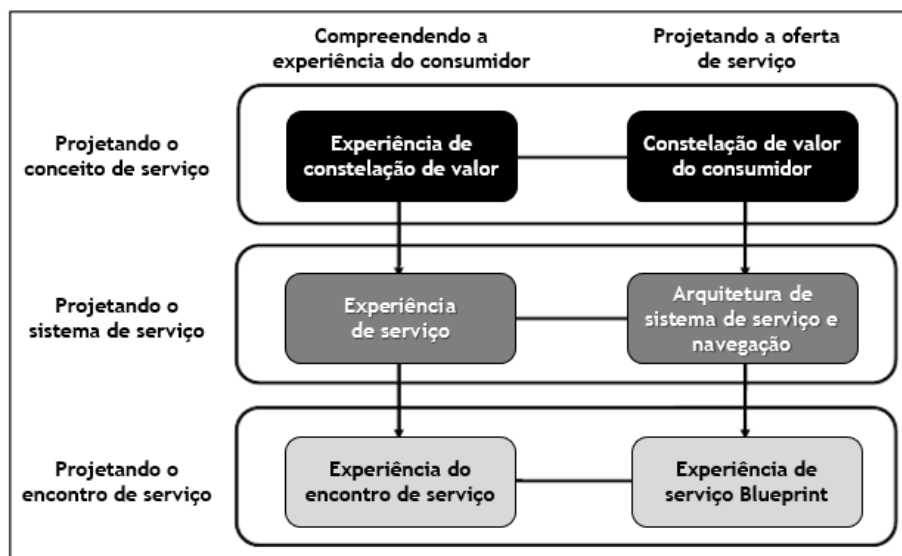 Compreendendo a
experiência do consumidor
Projetando a oferta
de serviço
Projetando o
conceito de serviço
Experiência de
constelação de valor
Constelação de valor
do consumidor
Projetando o
sistema de serviço
Experiência
de serviço
Arquitetura de
sistema de serviço e
navegação
Projetando o
encontro de serviço
Experiência do
encontro de serviço
Experiência de
serviço Blueprint